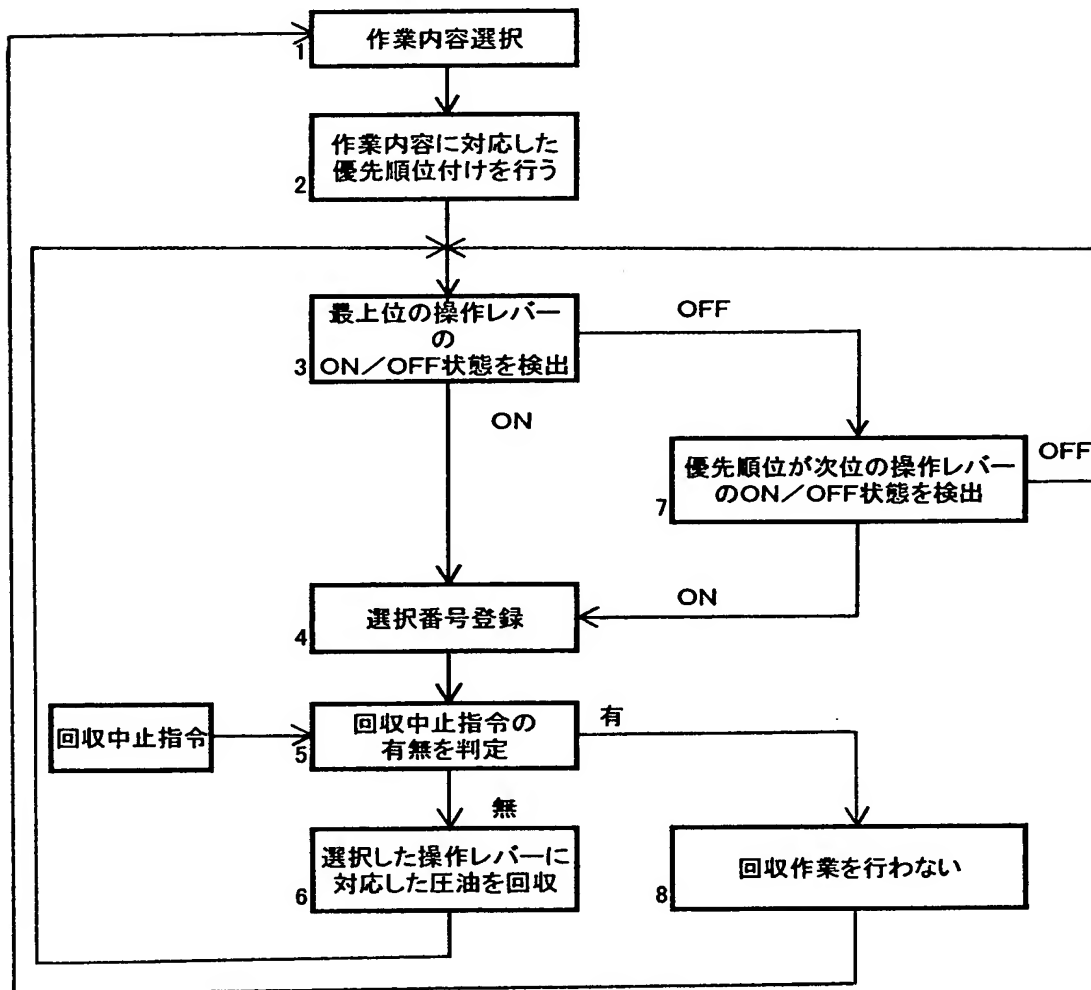 作業内容選択
1
作業内容に対応した
優先順位付けを行う
2
最上位の操作レバー
の
ON／OFF状態を検出
3
OFF
ON
優先順位が次位の操作レバー
のON／OFF状態を検出
7
OFF
ON
選択番号登録
4
回収中止指令
回収中止指令の
有無を判定
5
有
無
選択した操作レバーに
対応した圧油を回収
6
回収作業を行わない
8